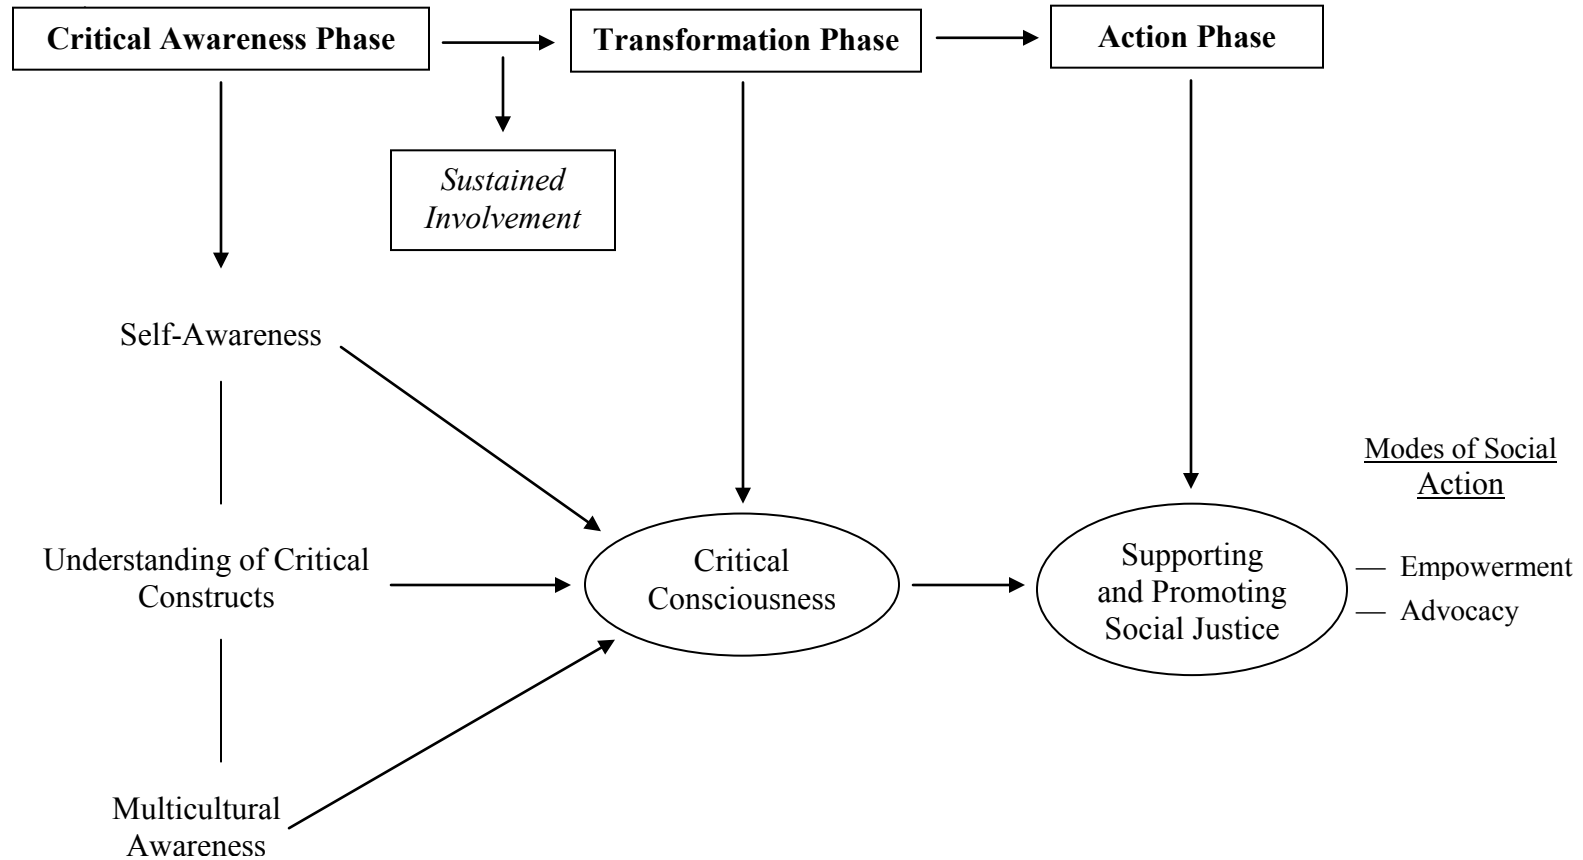 Critical Awareness Phase
Transformation Phase
Action Phase
Sustained
Involvement
Self-Awareness
Understanding of Critical
Constructs
Multicultural
Awareness
Critical
Consciousness
Supporting
and Promoting
Social Justice
Modes of Social
Action
— Empowerment
— Advocacy